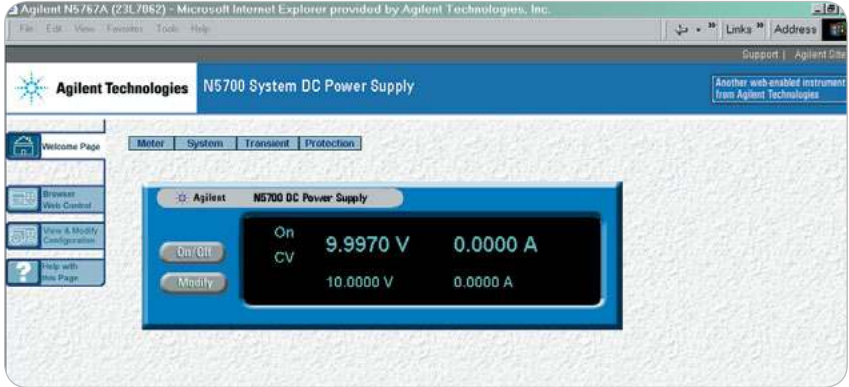 Agilent N5767A (23L7062) - Microsoft Internet Explorer provided by Agilent Technologies, Inc.
File Edit View Favorites Tools Help
Links Address
Support | Agilent Site
Agilent Technologies
N5700 System DC Power Supply
Another web-enabled instrument
from Agilent Technologies
Welcome Page
Meter System Transient Protection
Browser
Web Control
View & Modify
Configuration
Help with
this Page
Agilent N5700 DC Power Supply
On/Off
Modify
On
CV
9.9970 V 0.0000 A
10.0000 V 0.0000 A